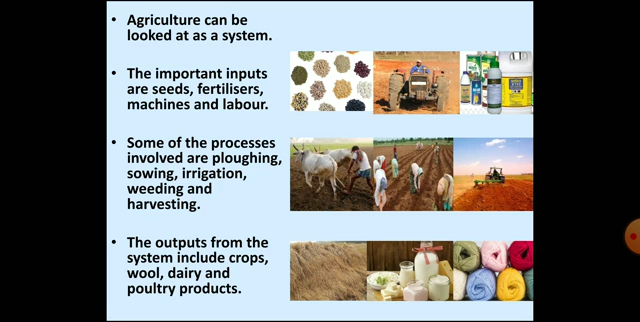 • Agriculture can be
looked at as a system.
• The important inputs
are seeds, fertilisers,
machines and labour.
• Some of the processes
involved are ploughing,
sowing, irrigation,
weeding and
harvesting.
• The outputs from the
system include crops,
wool, dairy and
poultry products.